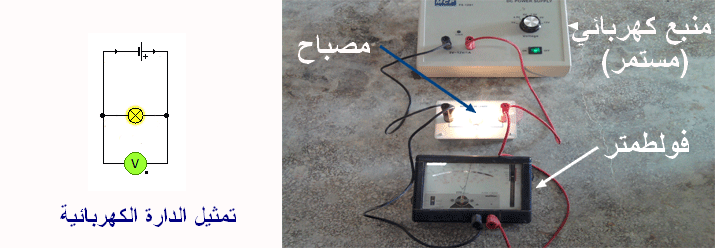 منبع كهربائي
(مستمر)
مصباح
فولطمتر
V
+
تمثيل الدارة الكهربائية